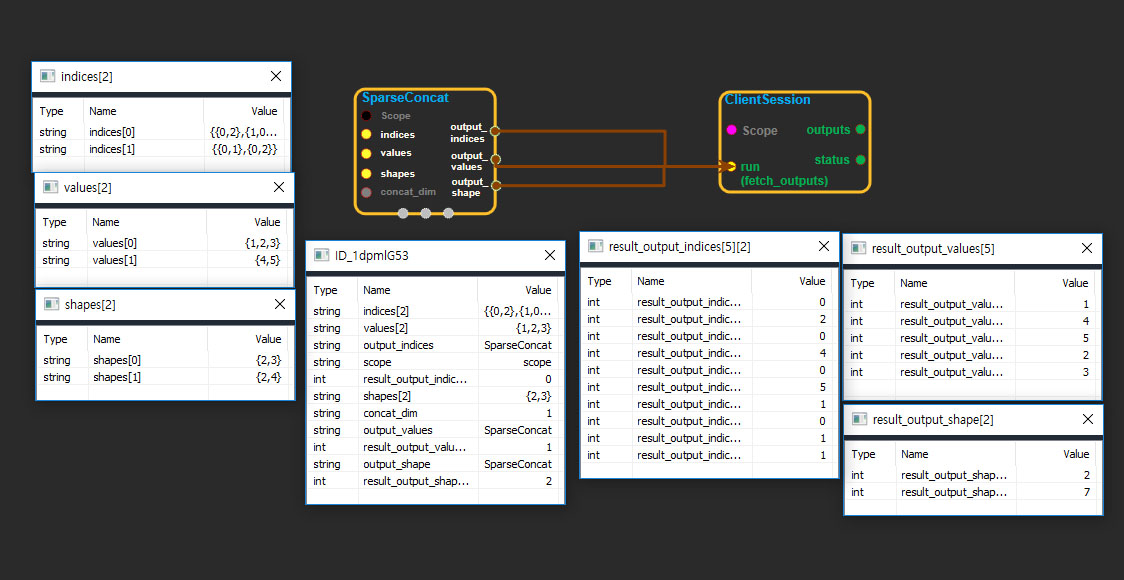 indices[2]
Type Name Value
string indices[0] {{0,2},{1,0...
string indices[1] {{0,1},{0,2}}
values[2]
Type Name Value
string values[0] {1,2,3}
string values[1] {4,5}
shapes[2]
Type Name Value
string shapes[0] {2,3}
string shapes[1] {2,4}
SparseConcat
Scope
indices
values
shapes
concat_dim
output_
indices
output_
values
output_
shape
ClientSession
Scope
run
(fetch_outputs)
outputs
status
ID_1dpmlG53
Type Name Value
string indices[2] {{0,2},{1,0...
string values[2] {1,2,3}
string output_indices SparseConcat
string scope scope
int result_output_indic... 0
string shapes[2] {2,3}
string concat_dim 1
string output_values SparseConcat
int result_output_valu... 1
string output_shape SparseConcat
int result_output_shap... 2
result_output_indices[5][2]
Type Name Value
int result_output_indic... 0
int result_output_indic... 2
int result_output_indic... 0
int result_output_indic... 4
int result_output_indic... 0
int result_output_indic... 5
int result_output_indic... 1
int result_output_indic... 0
int result_output_indic... 1
int result_output_indic... 1
result_output_values[5]
Type Name Value
int result_output_valu... 1
int result_output_valu... 4
int result_output_valu... 5
int result_output_valu... 2
int result_output_valu... 3
result_output_shape[2]
Type Name Value
int result_output_shap... 2
int result_output_shap... 7